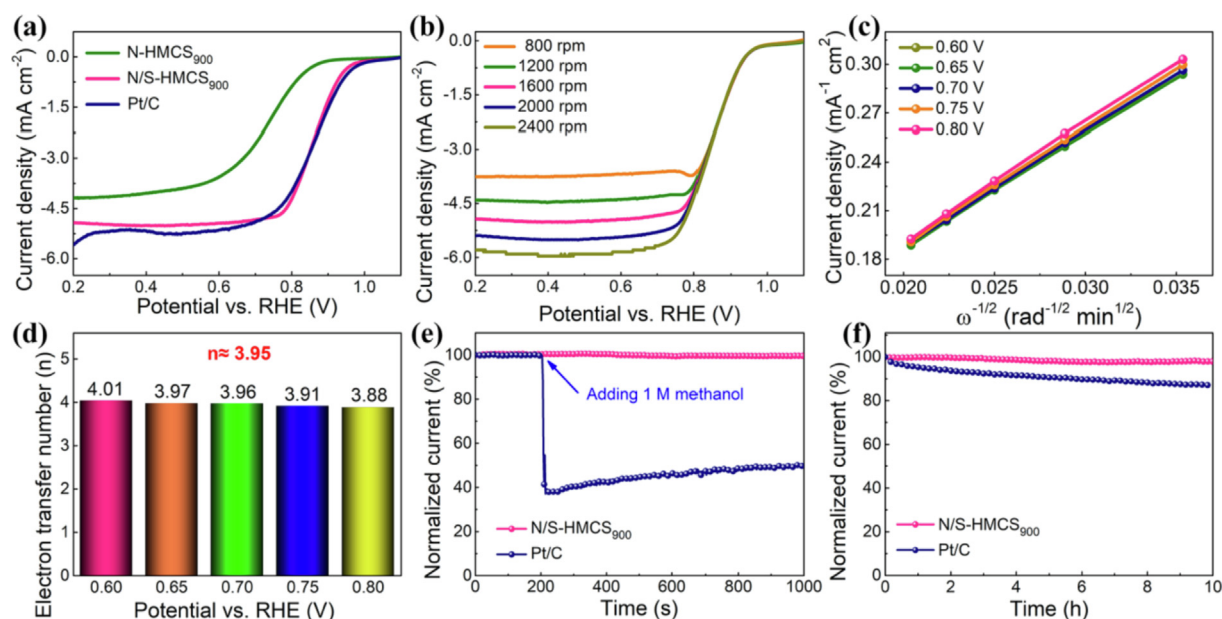 (a)
N-HMCS900
N/S-HMCS900
Pt/C
Current density (mA cm-2)
0.0
-1.5
-3.0
-4.5
-6.0
0.2 0.4 0.6 0.8 1.0
Potential vs. RHE (V)
(b)
800 rpm
1200 rpm
1600 rpm
2000 rpm
2400 rpm
Current density (mA cm-2)
0.0
-1.5
-3.0
-4.5
-6.0
0.2 0.4 0.6 0.8 1.0
Potential vs. RHE (V)
(c)
0.60 V
0.65 V
0.70 V
0.75 V
0.80 V
Current density (mA-1 cm2)
0.30
0.27
0.24
0.21
0.18
0.020 0.025 0.030 0.035
ω-1/2 (rad-1/2 min1/2)
(d)
n≈ 3.95
4.01 3.97 3.96 3.91 3.88
Electron transfer number (n)
5
4
3
2
1
0
0.60 0.65 0.70 0.75 0.80
Potential vs. RHE (V)
(e)
Adding 1 M methanol
N/S-HMCS900
Pt/C
Normalized current (%)
100
80
60
40
20
0
0 200 400 600 800 1000
Time (s)
(f)
N/S-HMCS900
Pt/C
Normalized current (%)
100
80
60
40
20
0
0 2 4 6 8 10
Time (h)